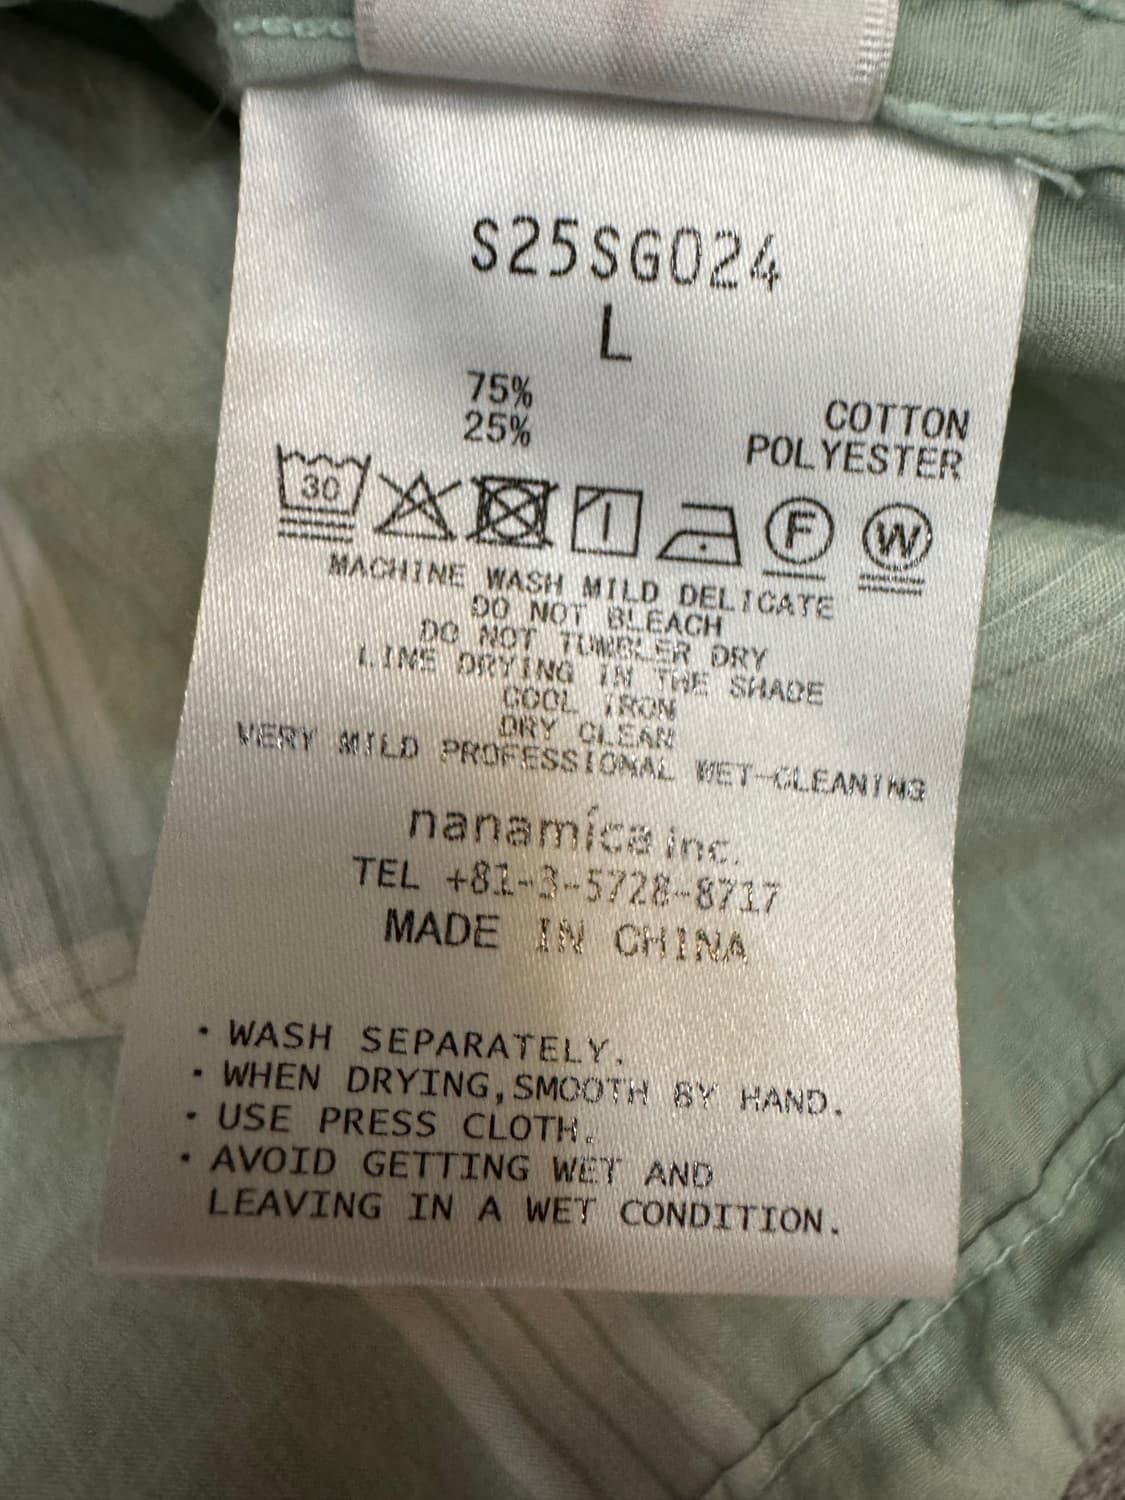 S25SG024
L
75% COTTON
25% POLYESTER
30 F W
MACHINE WASH MILD DELICATE
DO NOT BLEACH
DO NOT TUMBLER DRY
LINE DRYING IN THE SHADE
COOL IRON
DRY CLEAN
VERY MILD PROFESSIONAL WET-CLEANING
nanamíca inc.
TEL +81-3-5728-8717
MADE IN CHINA
・WASH SEPARATELY.
・WHEN DRYING,SMOOTH BY HAND.
・USE PRESS CLOTH.
・AVOID GETTING WET AND
LEAVING IN A WET CONDITION.